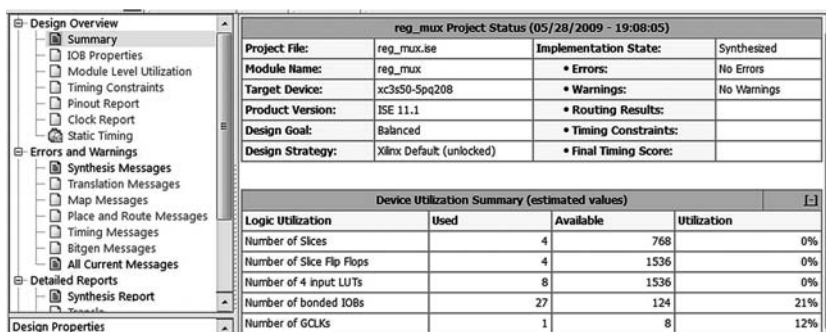 Design Overview
Summary
IOB Properties
Module Level Utilization
Timing Constraints
Pinout Report
Clock Report
Static Timing
Errors and Warnings
Synthesis Messages
Translation Messages
Map Messages
Place and Route Messages
Timing Messages
Bitgen Messages
All Current Messages
Detailed Reports
Synthesis Report
Design Properties
reg_mux Project Status (05/28/2009 - 19:08:05)
Project File: reg_mux.ise Implementation State: Synthesized
Module Name: reg_mux • Errors: No Errors
Target Device: xc3s50-5pq208 • Warnings: No Warnings
Product Version: ISE 11.1 • Routing Results:
Design Goal: Balanced • Timing Constraints:
Design Strategy: Xilinx Default (unlocked) • Final Timing Score:
Device Utilization Summary (estimated values) [-]
Logic Utilization Used Available Utilization
Number of Slices 4 768 0%
Number of Slice Flip Flops 4 1536 0%
Number of 4 input LUTs 8 1536 0%
Number of bonded IOBs 27 124 21%
Number of GCLKs 1 8 12%